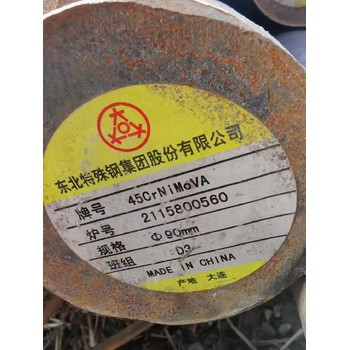 东北特殊钢集团股份有限公司
牌号 45CrNiMoVA
炉号 2115800560
规格 Φ90mm
班组 D3
MADE IN CHINA
产地 大连